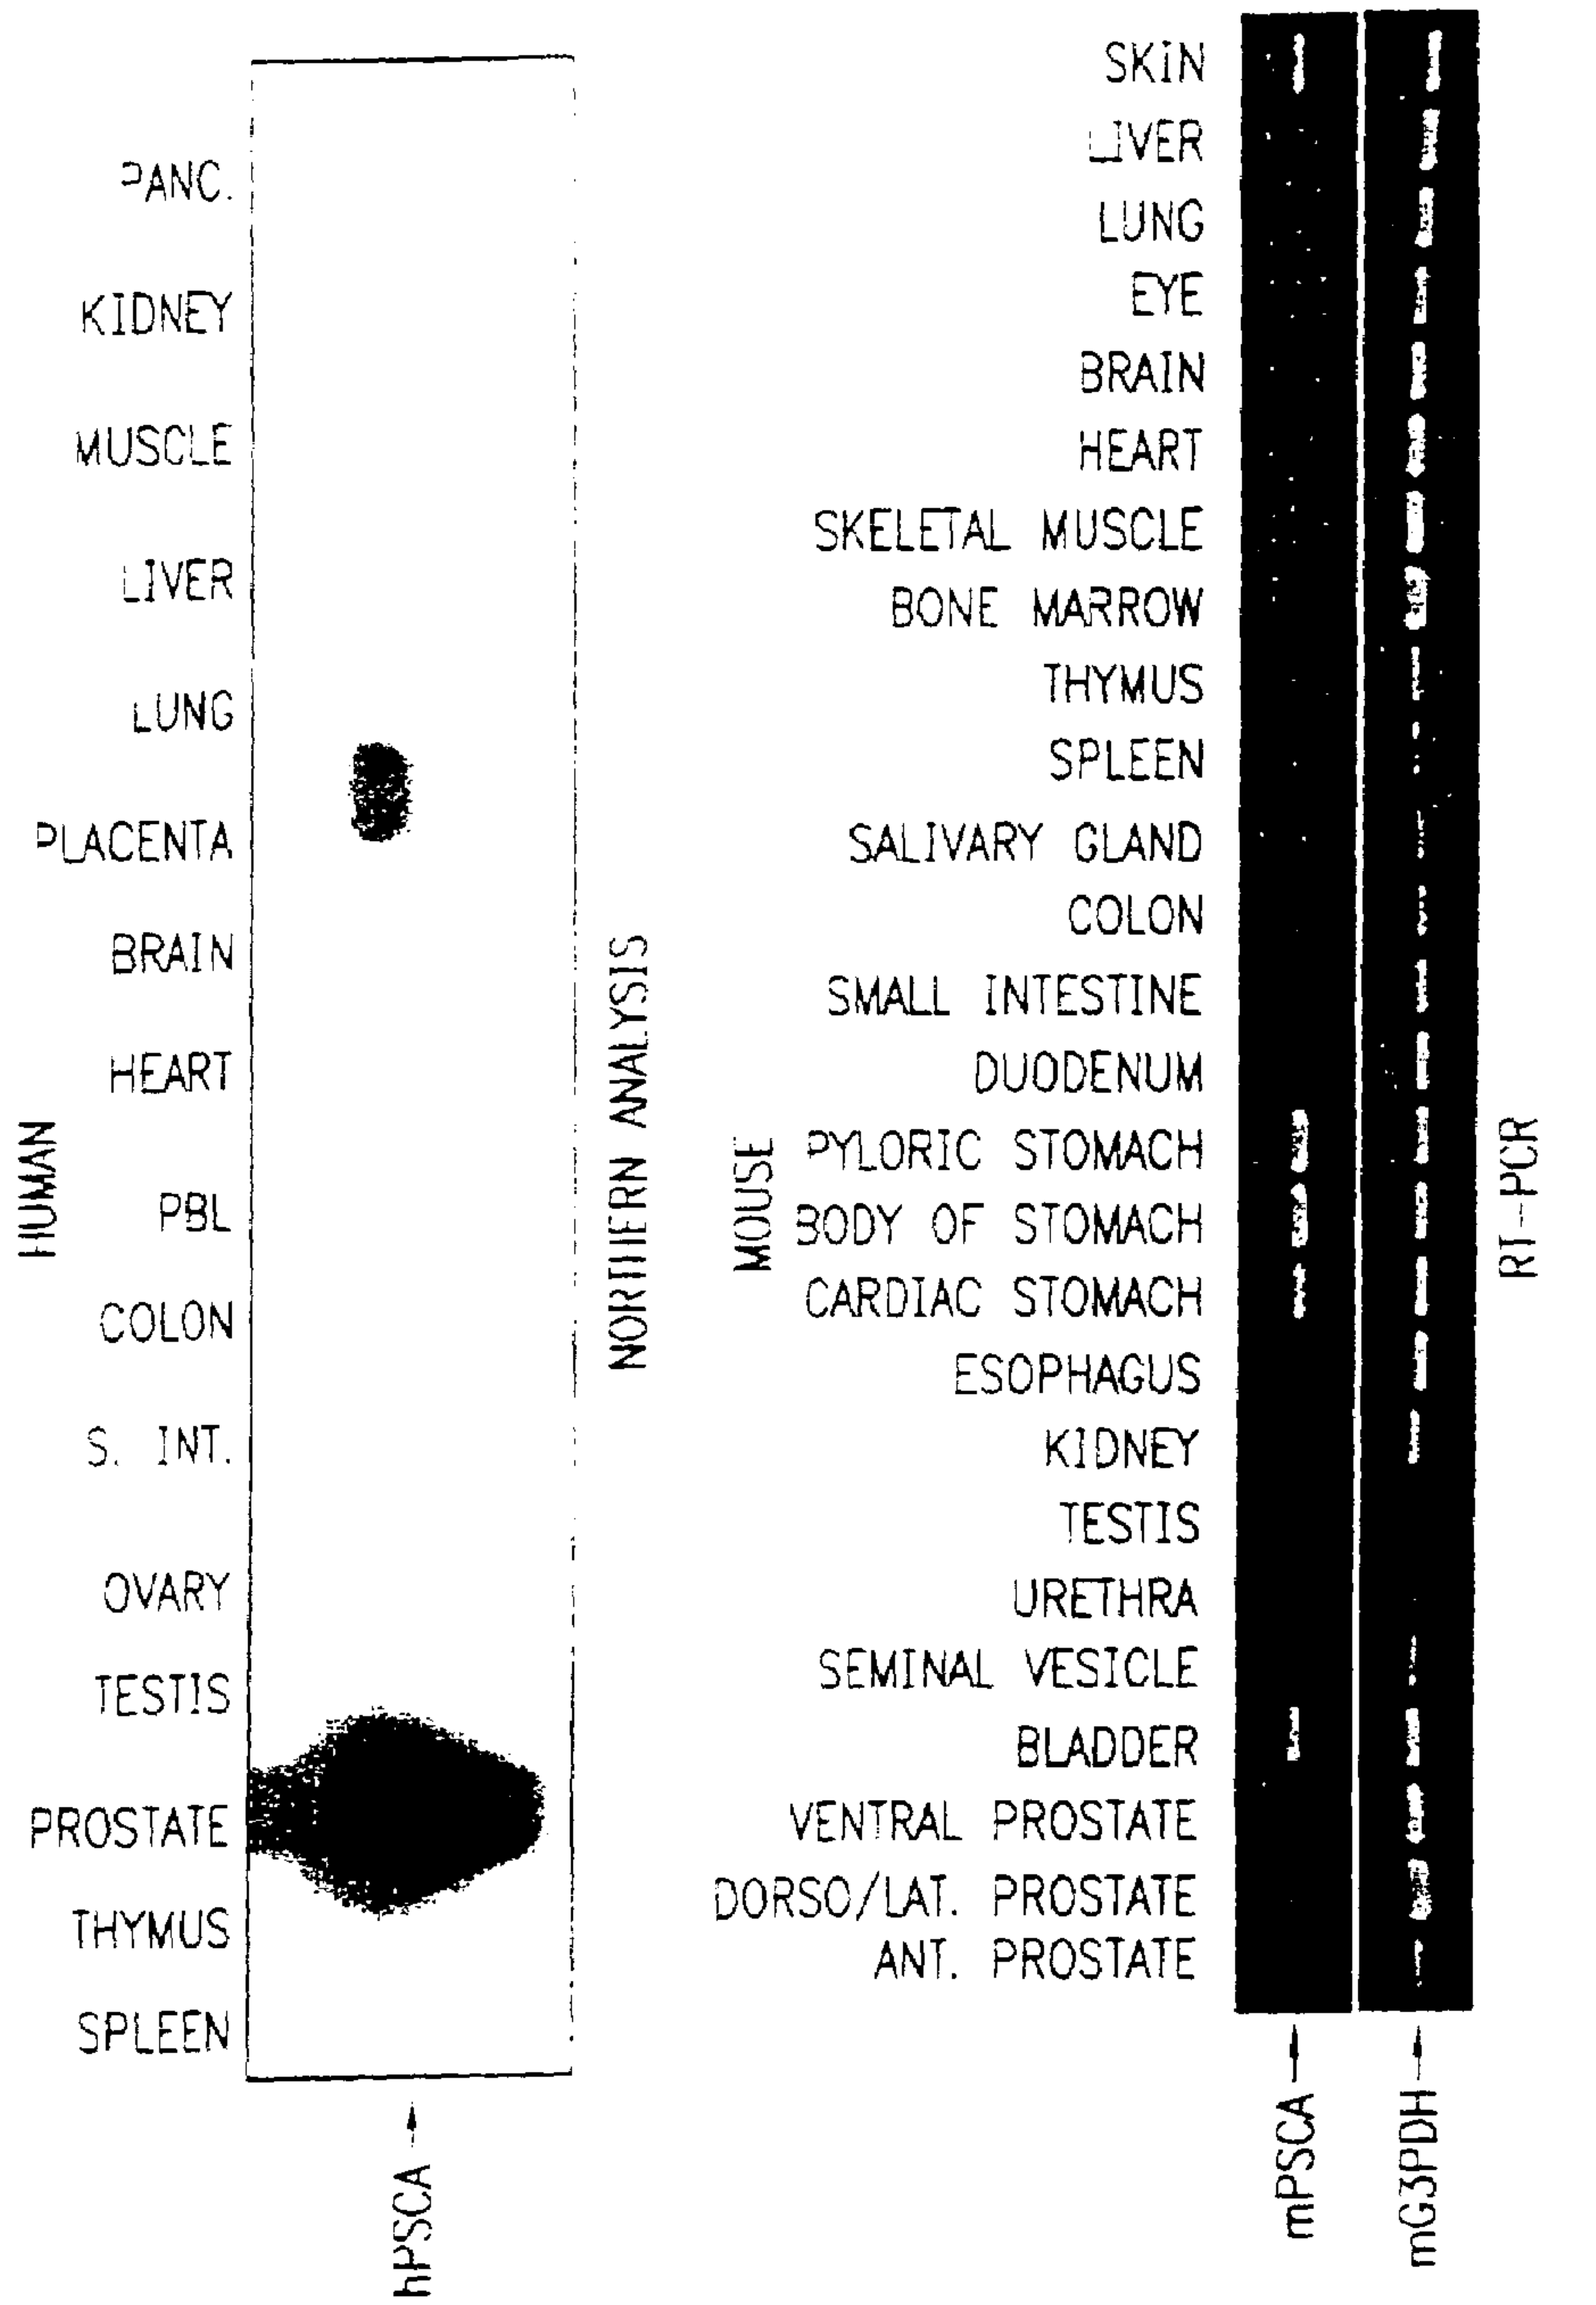 HUMAN
PANC.
KIDNEY
MUSCLE
LIVER
LUNG
PLACENTA
BRAIN
HEART
PBL
COLON
S. INT.
OVARY
TESTIS
PROSTATE
THYMUS
SPLEEN
hPSCA
NORTHERN ANALYSIS
MOUSE
SKIN
LIVER
LUNG
EYE
BRAIN
HEART
SKELETAL MUSCLE
BONE MARROW
THYMUS
SPLEEN
SALIVARY GLAND
COLON
SMALL INTESTINE
DUODENUM
PYLORIC STOMACH
BODY OF STOMACH
CARDIAC STOMACH
ESOPHAGUS
KIDNEY
TESTIS
URETHRA
SEMINAL VESICLE
BLADDER
VENTRAL PROSTATE
DORSO/LAT. PROSTATE
ANT. PROSTATE
mPSCA
mG3PDH
RT-PCR